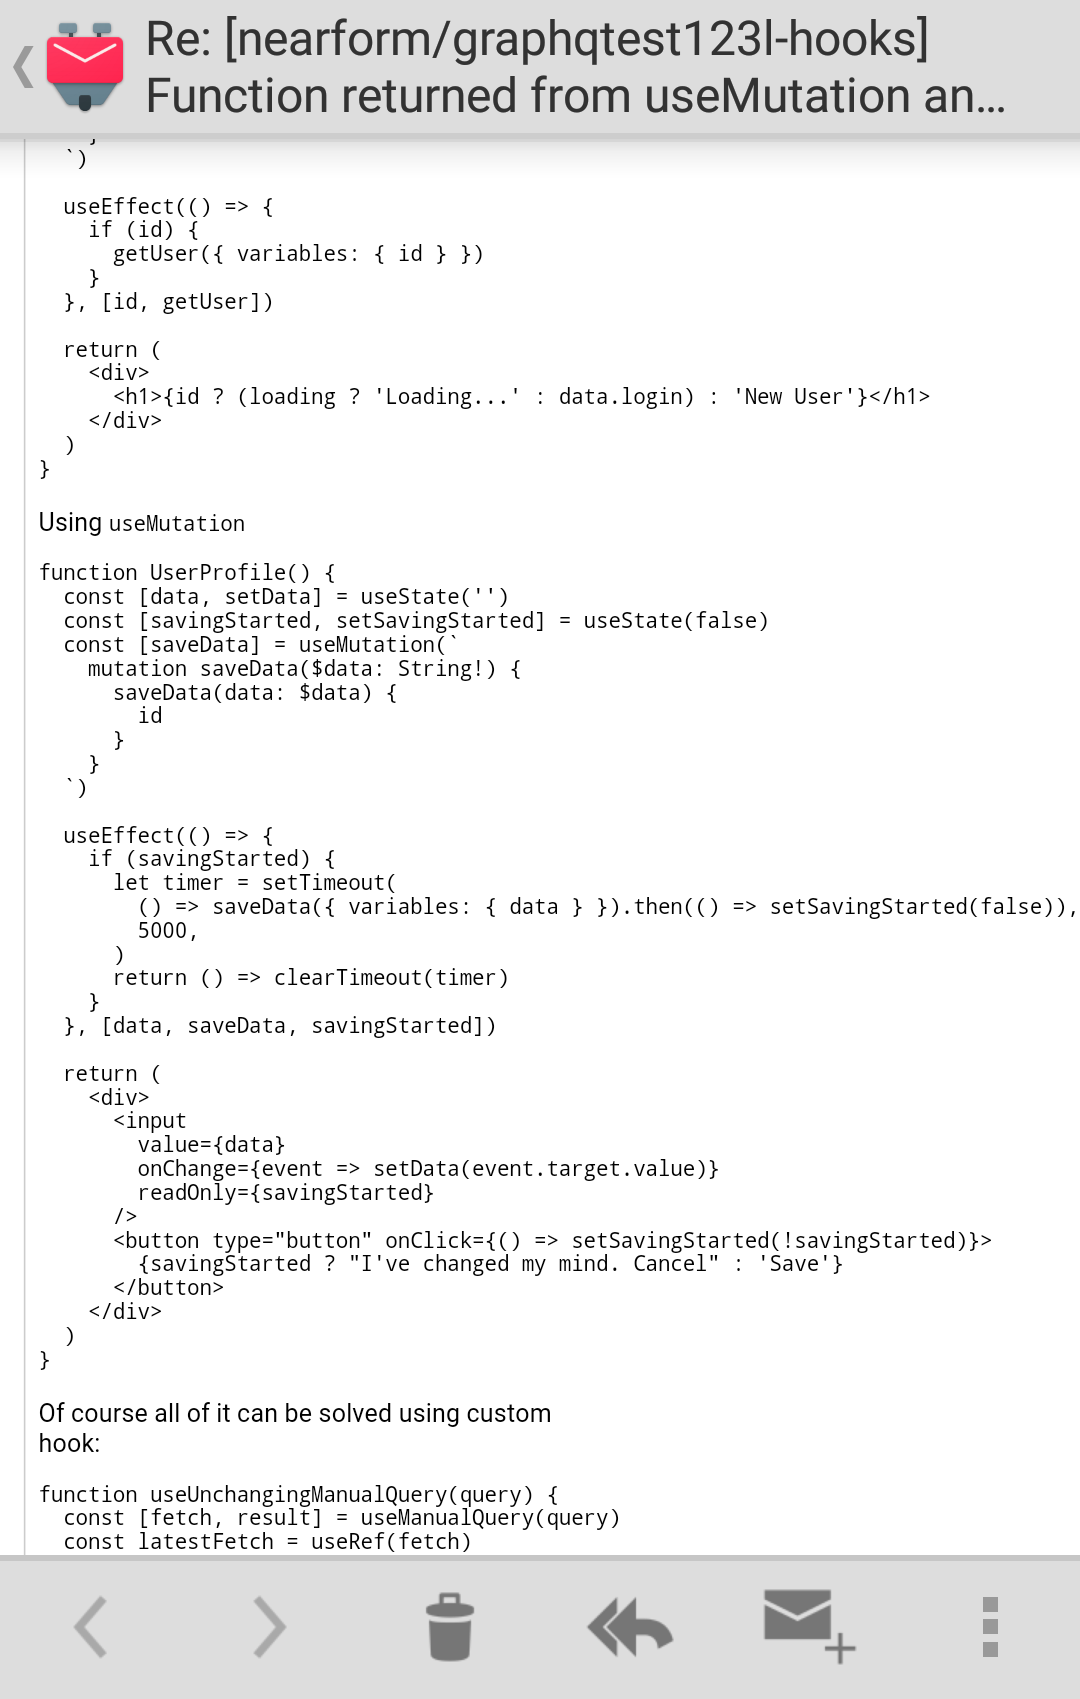 Re: [nearform/graphqtest123l-hooks]
Function returned from useMutation an...
`)
useEffect(() => {
if (id) {
getUser({ variables: { id } })
}
}, [id, getUser])
return (
<div>
<h1>{id ? (loading ? 'Loading...' : data.login) : 'New User'}</h1>
</div>
)
}
Using useMutation
function UserProfile() {
const [data, setData] = useState('')
const [savingStarted, setSavingStarted] = useState(false)
const [saveData] = useMutation(`
mutation saveData($data: String!) {
saveData(data: $data) {
id
}
}
`)
useEffect(() => {
if (savingStarted) {
let timer = setTimeout(
() => saveData({ variables: { data } }).then(() => setSavingStarted(false)),
5000,
)
return () => clearTimeout(timer)
}
}, [data, saveData, savingStarted])
return (
<div>
<input
value={data}
onChange={event => setData(event.target.value)}
readOnly={savingStarted}
/>
<button type="button" onClick={() => setSavingStarted(!savingStarted)}>
{savingStarted ? "I've changed my mind. Cancel" : 'Save'}
</button>
</div>
)
}
Of course all of it can be solved using custom
hook:
function useUnchangingManualQuery(query) {
const [fetch, result] = useManualQuery(query)
const latestFetch = useRef(fetch)